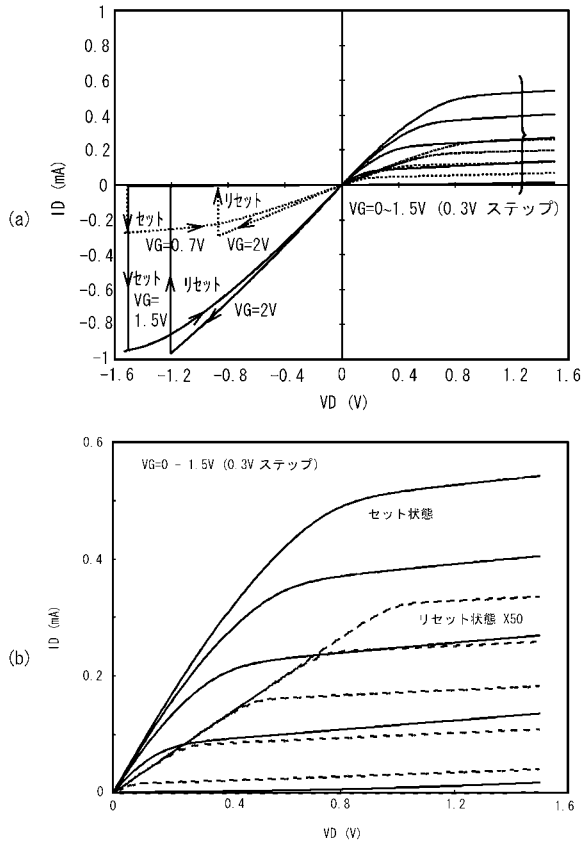 (a)
ID (mA)
1
0.8
0.6
0.4
0.2
0
-0.2
-0.4
-0.6
-0.8
-1
セット
リセット
VG=0.7V
VG=2V
VG=0~1.5V (0.3V ステップ)
セット
VG=
1.5V
リセット
VG=2V
-1.6 -1.2 -0.8 -0.4 0 0.4 0.8 1.2 1.6
VD (V)
(b)
ID (mA)
0.6
0.4
0.2
0
VG=0 - 1.5V (0.3V ステップ)
セット状態
リセット状態 X50
0 0.4 0.8 1.2 1.6
VD (V)